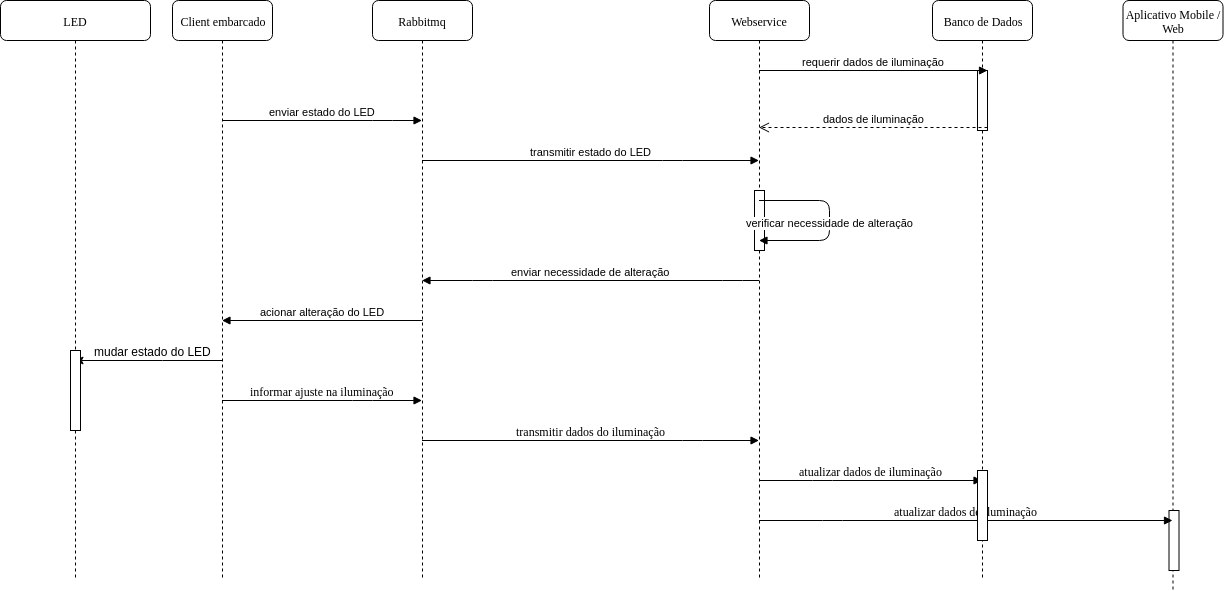 LED
Client embarcado
Rabbitmq
Webservice
Banco de Dados
Aplicativo Mobile /
Web
requerir dados de iluminação
enviar estado do LED
dados de iluminação
transmitir estado do LED
verificar necessidade de alteração
enviar necessidade de alteração
acionar alteração do LED
mudar estado do LED
informar ajuste na iluminação
transmitir dados do iluminação
atualizar dados de iluminação
atualizar dados de iluminação